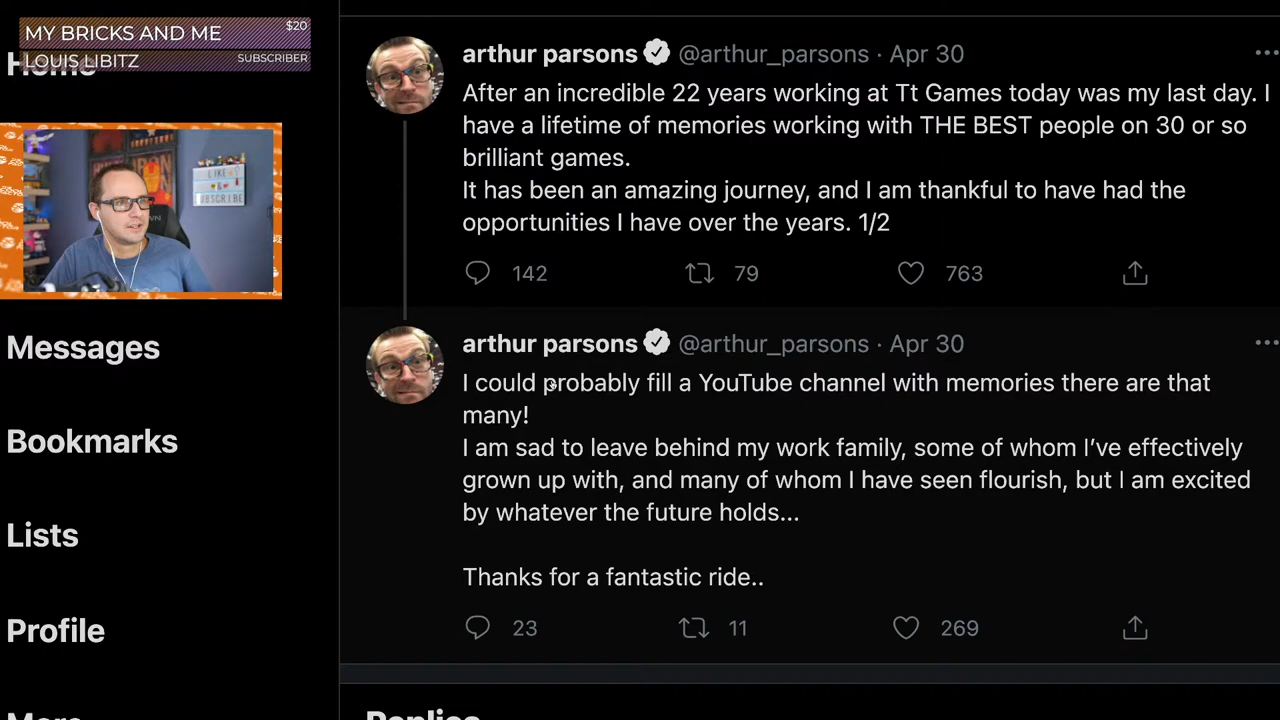 MY BRICKS AND ME $20
LOUIS LIBITZ SUBSCRIBER
Home
LIKE
SUBSCRIBE
Messages
Bookmarks
Lists
Profile
More
arthur parsons @arthur_parsons · Apr 30
After an incredible 22 years working at Tt Games today was my last day. I
have a lifetime of memories working with THE BEST people on 30 or so
brilliant games.
It has been an amazing journey, and I am thankful to have had the
opportunities I have over the years. 1/2
142 79 763
arthur parsons @arthur_parsons · Apr 30
I could probably fill a YouTube channel with memories there are that
many!
I am sad to leave behind my work family, some of whom I’ve effectively
grown up with, and many of whom I have seen flourish, but I am excited
by whatever the future holds...
Thanks for a fantastic ride..
23 11 269
Replies